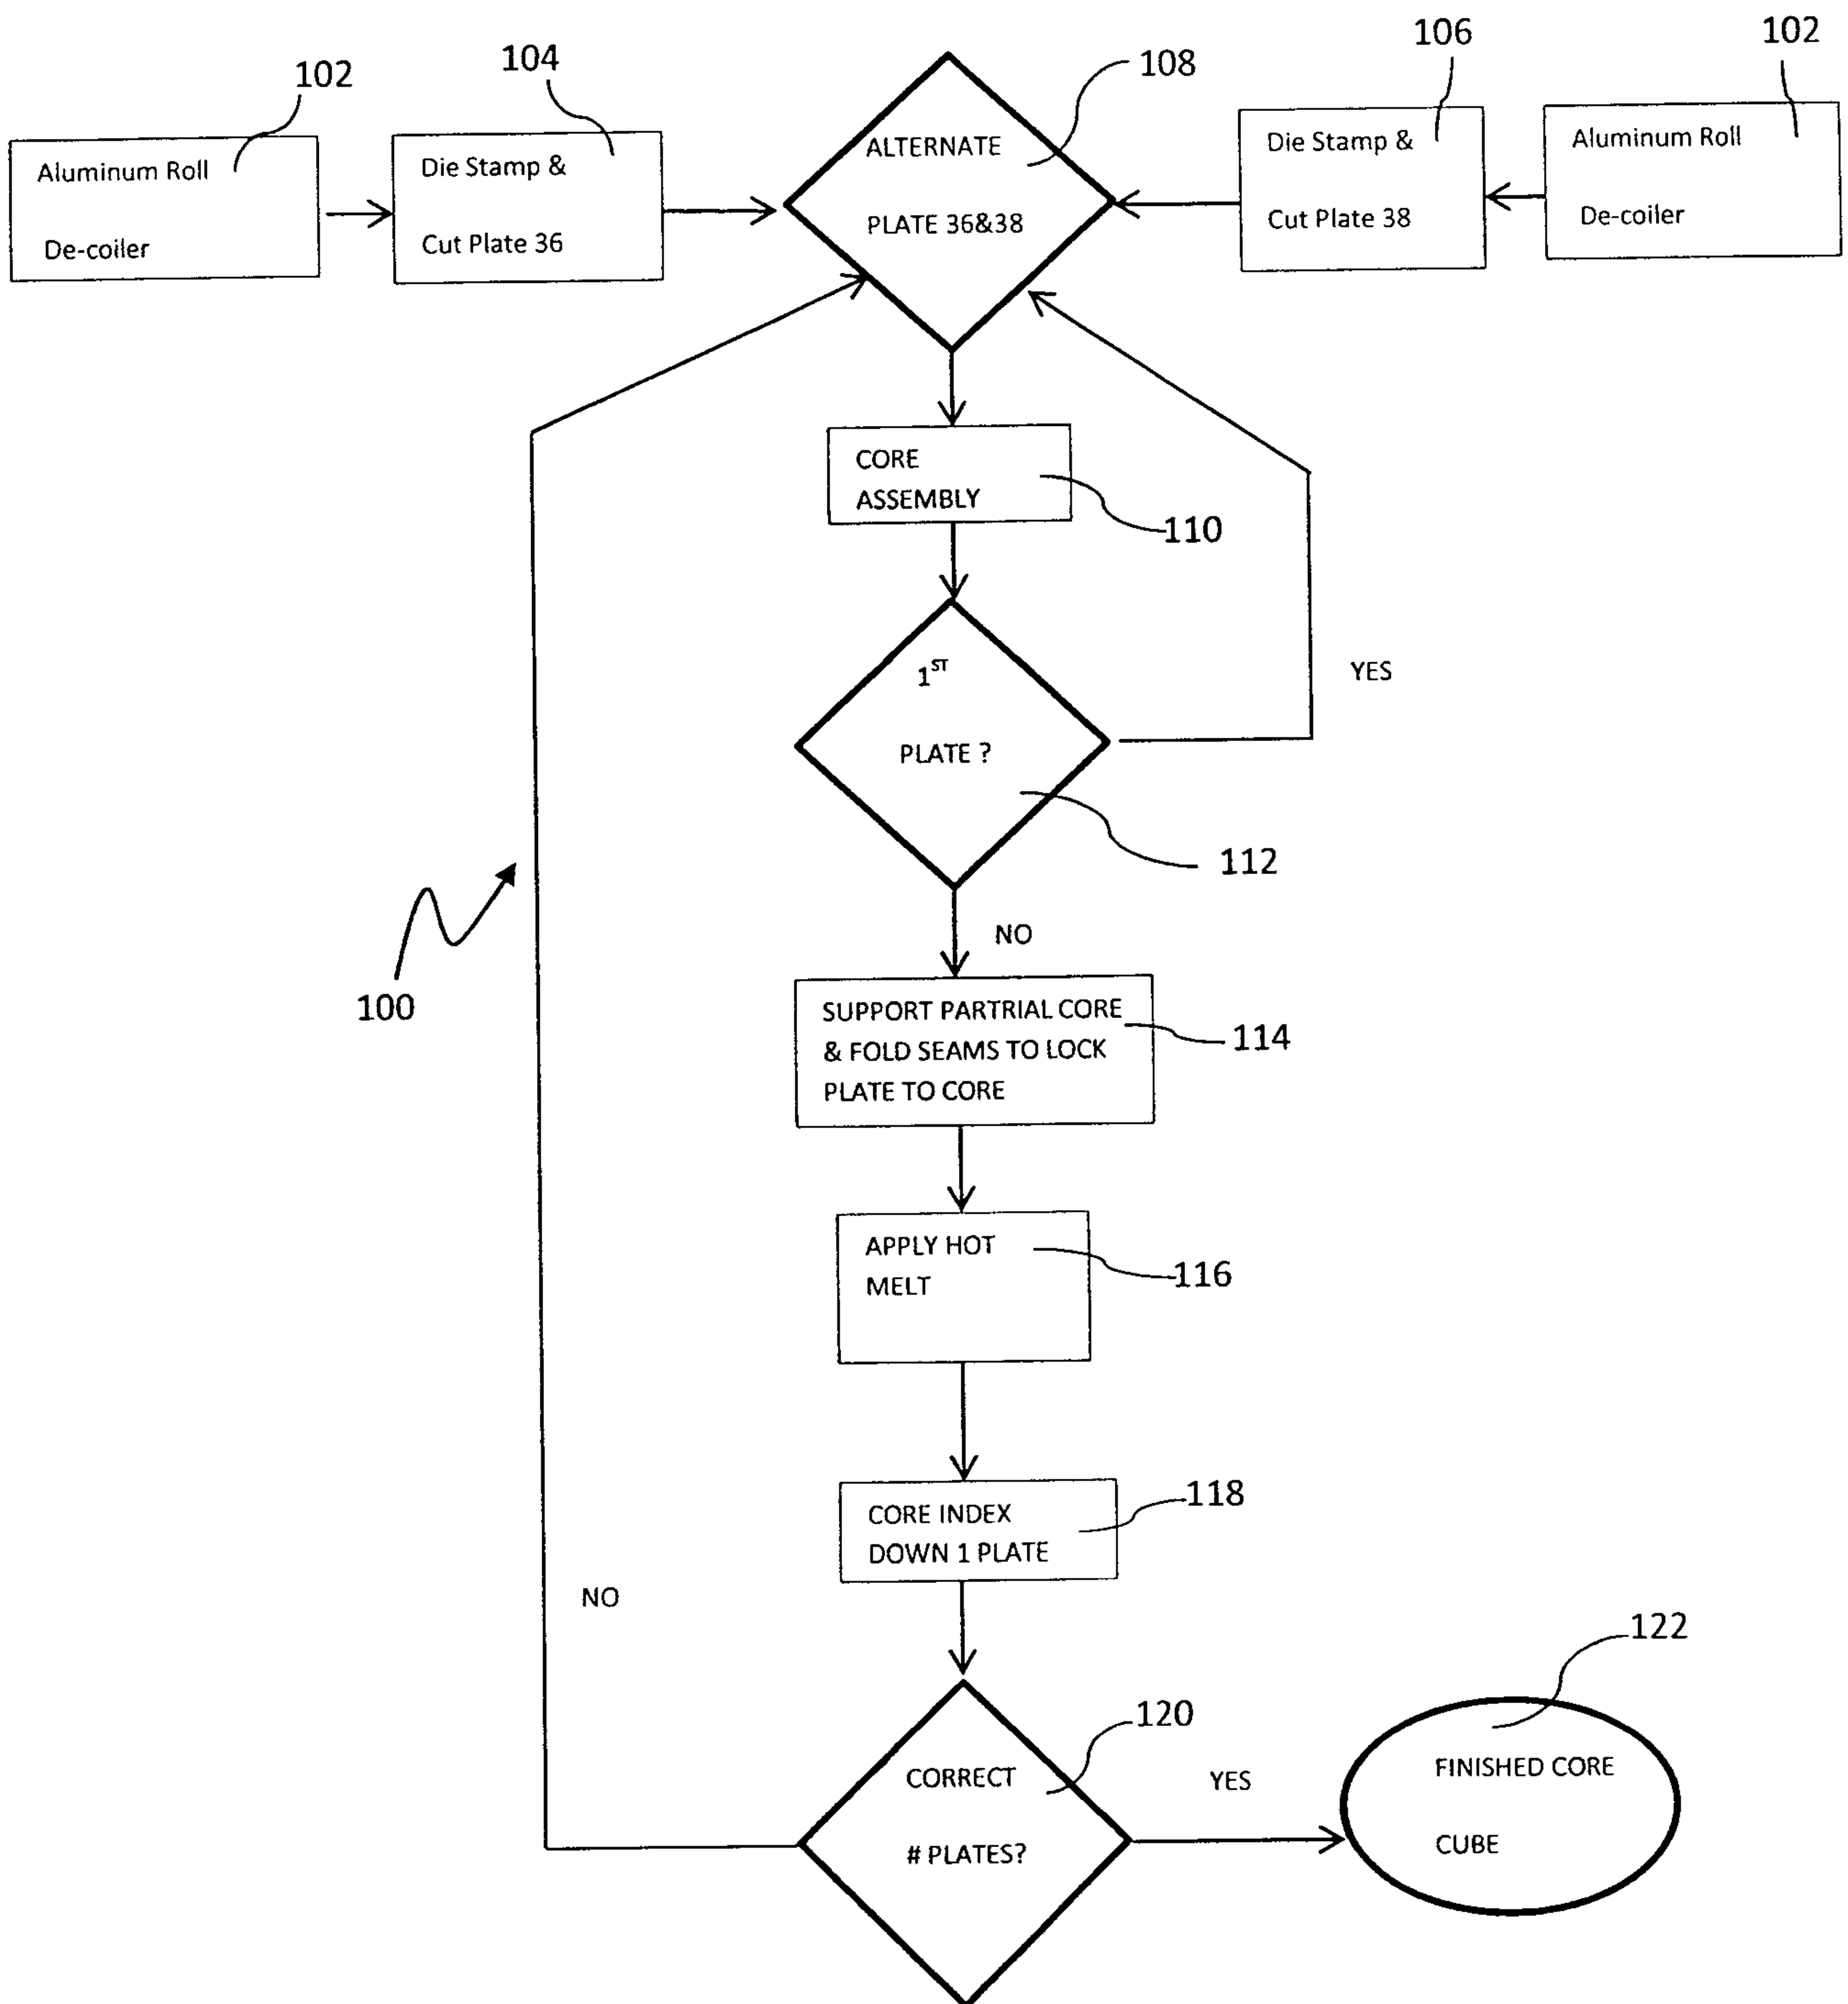 102
104
108
106
102
Aluminum Roll
De-coiler
Die Stamp &
Cut Plate 36
ALTERNATE
PLATE 36&38
Die Stamp &
Cut Plate 38
Aluminum Roll
De-coiler
CORE
ASSEMBLY
110
1ST
PLATE ?
YES
112
NO
100
SUPPORT PARTRIAL CORE
& FOLD SEAMS TO LOCK
PLATE TO CORE
114
APPLY HOT
MELT
116
CORE INDEX
DOWN 1 PLATE
118
NO
CORRECT
# PLATES?
120
YES
122
FINISHED CORE
CUBE